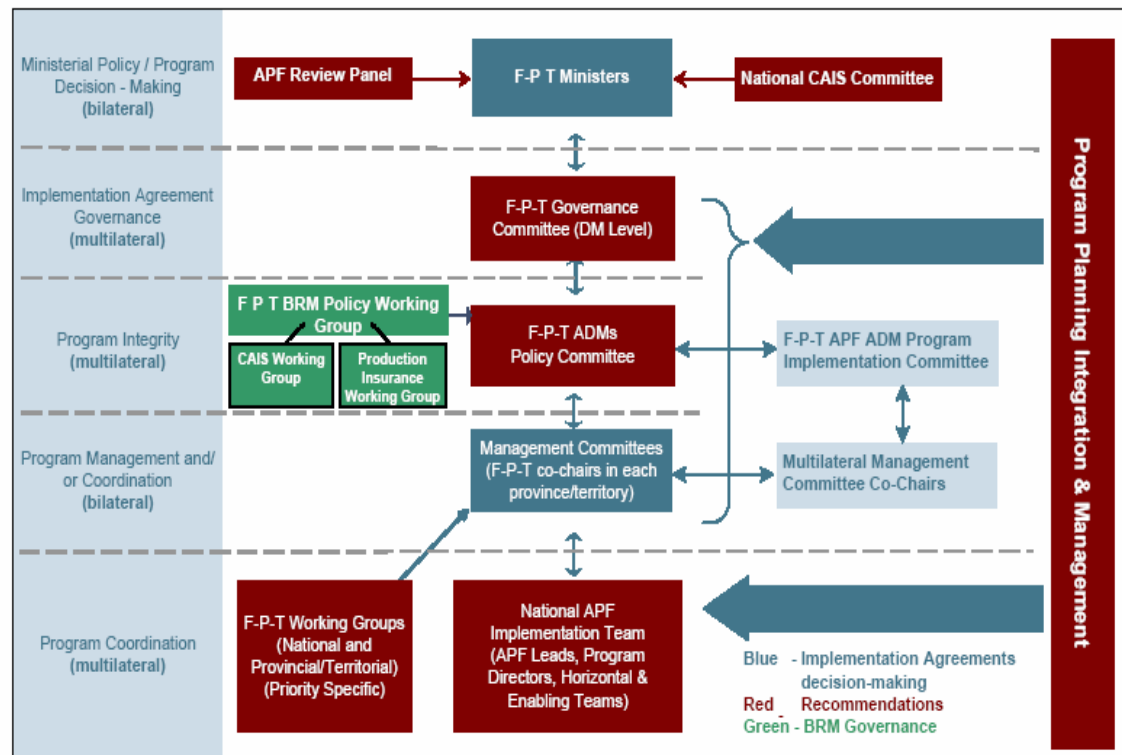 Ministerial Policy / Program
Decision - Making
(bilateral)
APF Review Panel
F-P T Ministers
National CAIS Committee
Implementation Agreement
Governance
(multilateral)
F-P-T Governance
Committee (DM Level)
Program Integrity
(multilateral)
F P T BRM Policy Working
Group
CAIS Working
Group
Production
Insurance
Working Group
F-P-T ADMs
Policy Committee
F-P-T APF ADM Program
Implementation Committee
Program Management and/
or Coordination
(bilateral)
Management Committees
(F-P-T co-chairs in each
province/territory)
Multilateral Management
Committee Co-Chairs
Program Coordination
(multilateral)
F-P-T Working Groups
(National and
Provincial/Territorial)
(Priority Specific)
National APF
Implementation Team
(APF Leads, Program
Directors, Horizontal &
Enabling Teams)
Blue - Implementation Agreements
decision-making
Red - Recommendations
Green - BRM Governance
Program Planning Integration & Management